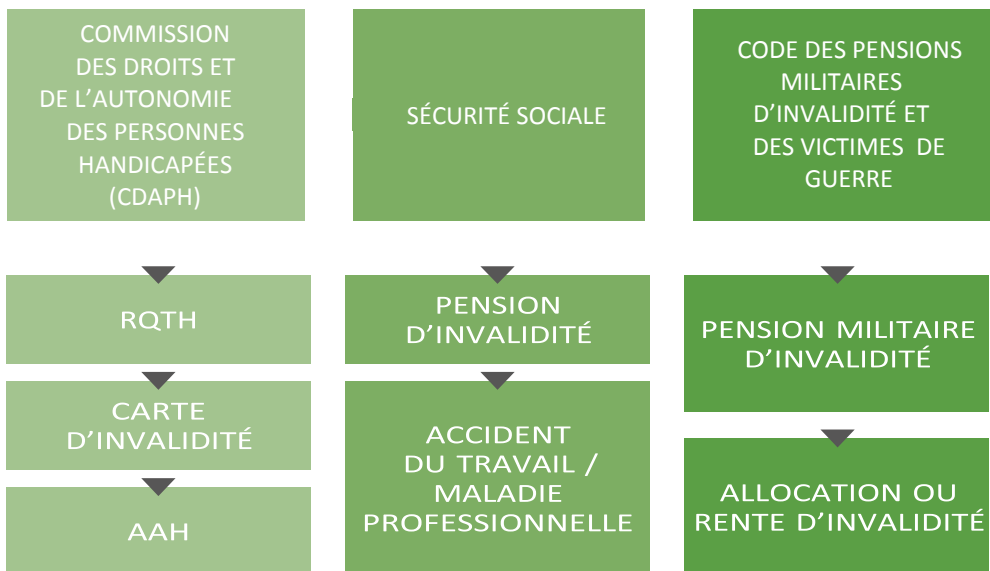 COMMISSION
DES DROITS ET
DE L’AUTONOMIE
DES PERSONNES
HANDICAPÉES
(CDAPH)
RQTH
CARTE
D’INVALIDITÉ
AAH
SÉCURITÉ SOCIALE
PENSION
D’INVALIDITÉ
ACCIDENT
DU TRAVAIL /
MALADIE
PROFESSIONNELLE
CODE DES PENSIONS
MILITAIRES
D’INVALIDITÉ ET
DES VICTIMES DE
GUERRE
PENSION MILITAIRE
D’INVALIDITÉ
ALLOCATION OU
RENTE D’INVALIDITÉ